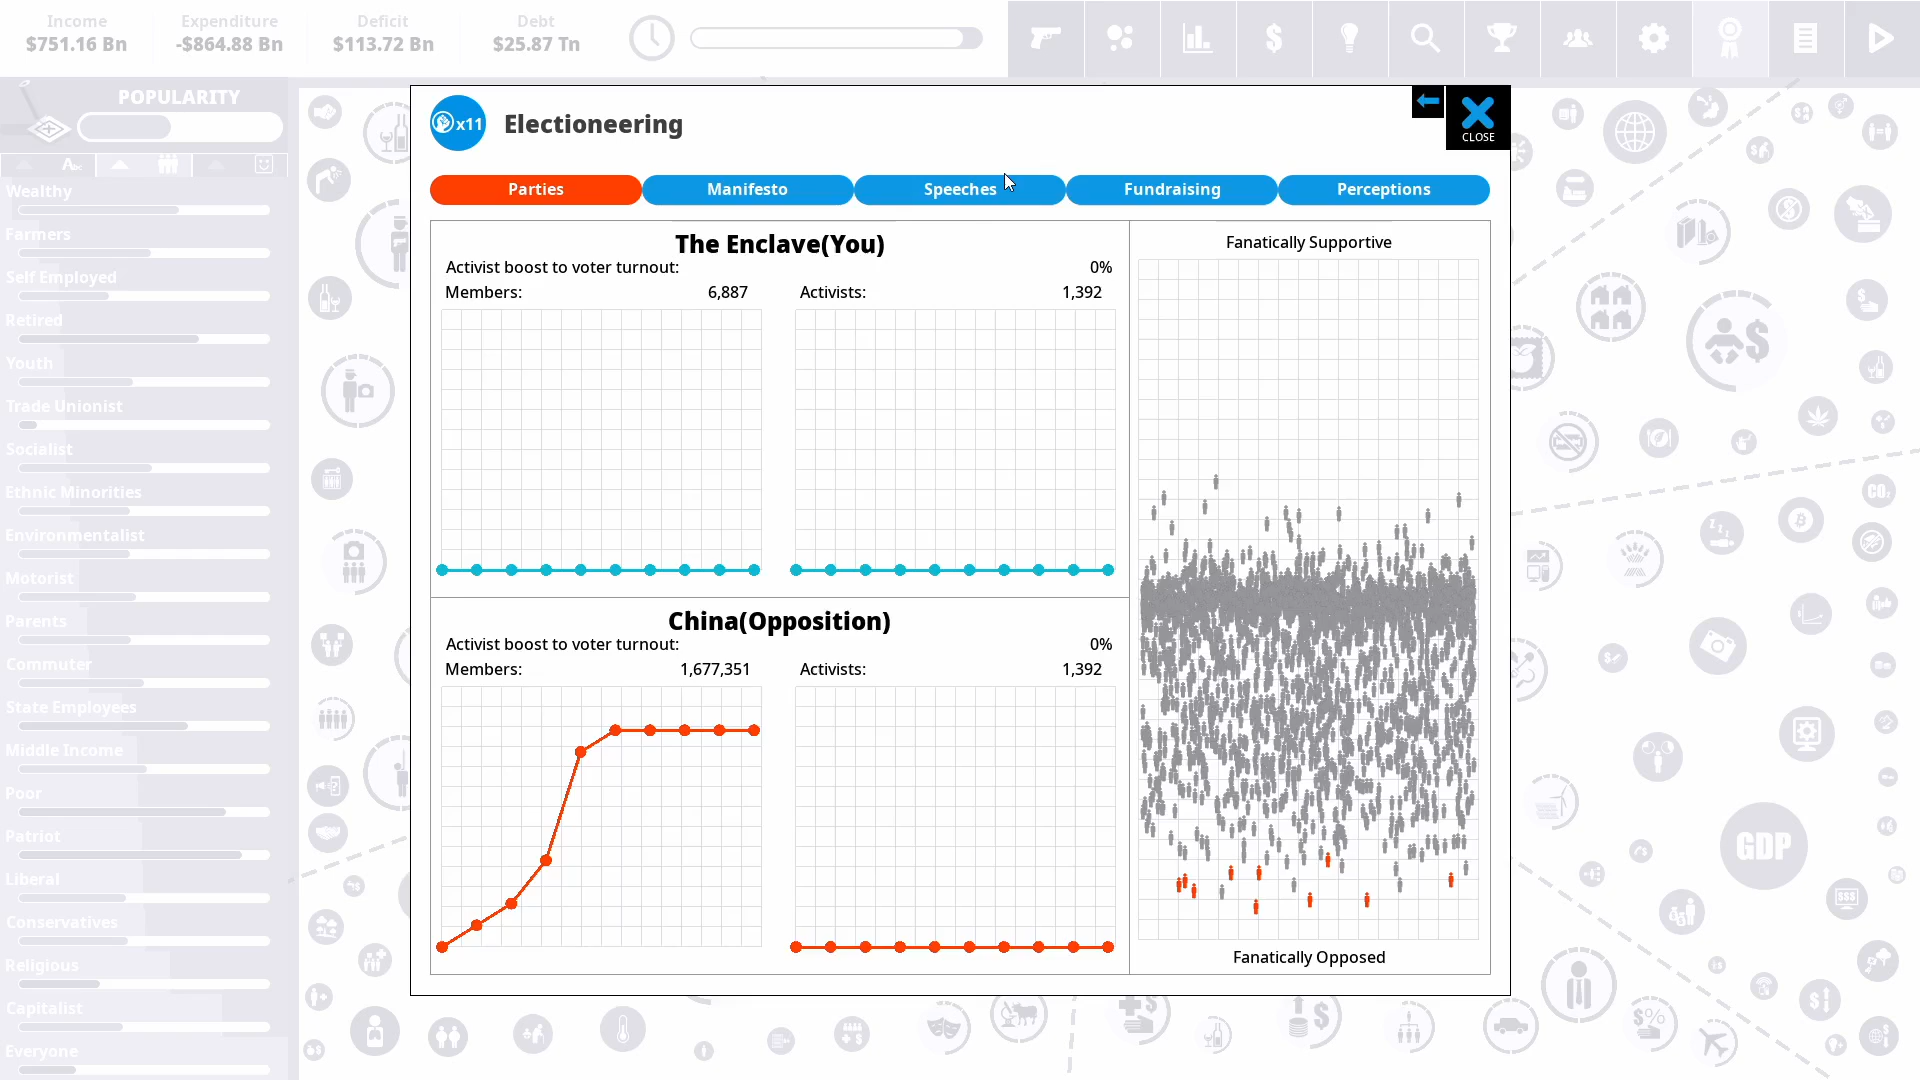 Income
$751.16 Bn
Expenditure
-$864.88 Bn
Deficit
$113.72 Bn
Debt
$25.87 Tn
POPULARITY
Wealthy
Farmers
Self Employed
Retired
Youth
Trade Unionist
Socialist
Ethnic Minorities
Environmentalist
Motorist
Parents
Commuter
State Employees
Middle Income
Poor
Patriot
Liberal
Conservatives
Religious
Capitalist
Everyone
x11
Electioneering
CLOSE
Parties
Manifesto
Speeches
Fundraising
Perceptions
The Enclave(You)
Activist boost to voter turnout: 0%
Members: 6,887 Activists: 1,392
China(Opposition)
Activist boost to voter turnout: 0%
Members: 1,677,351 Activists: 1,392
Fanatically Supportive
Fanatically Opposed
GDP